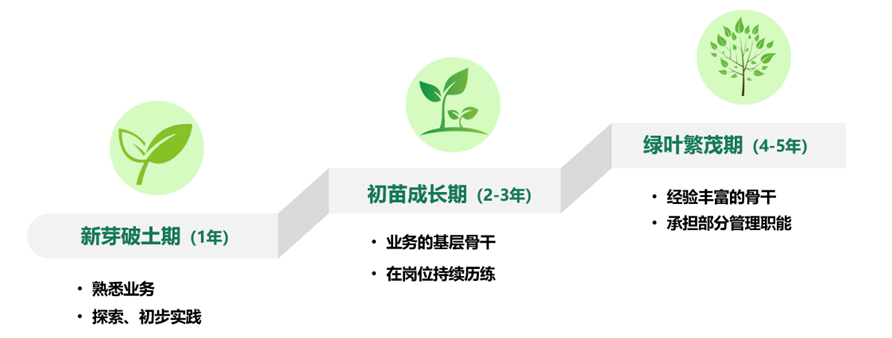 新芽破土期（1年）
• 熟悉业务
• 探索、初步实践
初苗成长期（2-3年）
• 业务的基层骨干
• 在岗位持续历练
绿叶繁茂期（4-5年）
• 经验丰富的骨干
• 承担部分管理职能